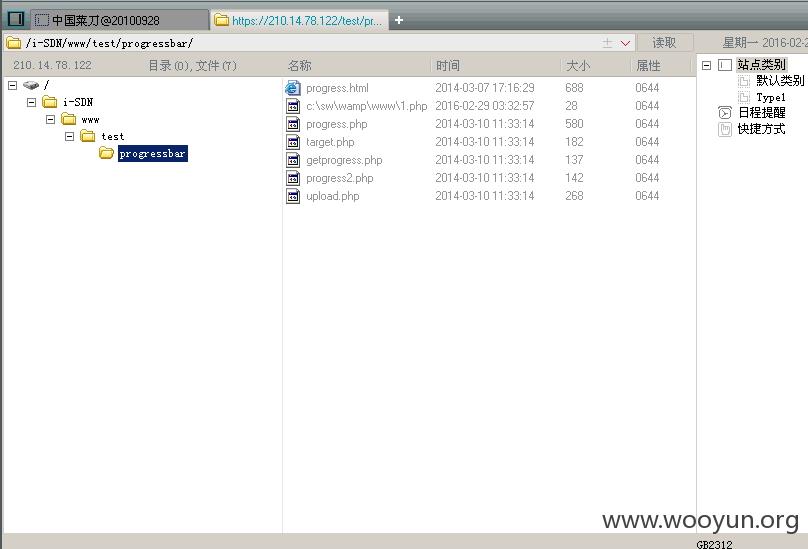 中国菜刀@20100928 https://210.14.78.122/test/pr... +
/i-SDN/www/test/progressbar/ 读取 星期一 2016-02-2
210.14.78.122 目录(0),文件(7) 名称 时间 大小 属性
/
i-SDN
www
test
progressbar
progress.html 2014-03-07 17:16:29 688 0644
c:\sw\wamp\www\1.php 2016-02-29 03:32:57 28 0644
progress.php 2014-03-10 11:33:14 580 0644
target.php 2014-03-10 11:33:14 182 0644
getprogress.php 2014-03-10 11:33:14 137 0644
progress2.php 2014-03-10 11:33:14 142 0644
upload.php 2014-03-10 11:33:14 268 0644
站点类别
默认类别
Type1
日程提醒
快捷方式
www.wooyun.org
GB2312